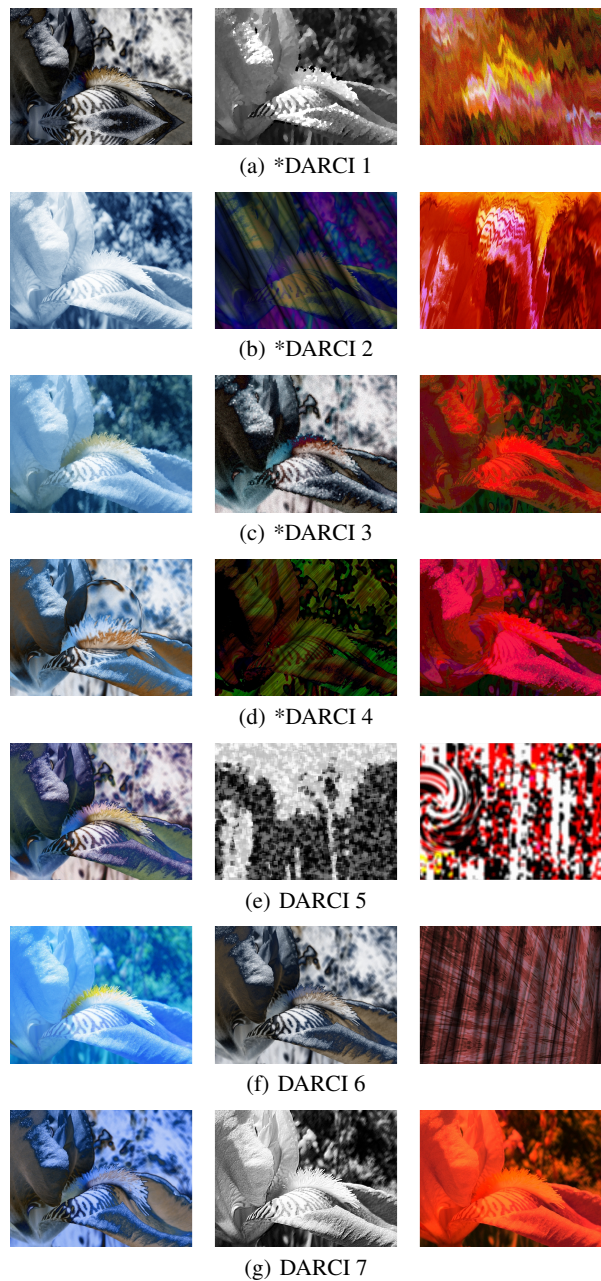 (a) *DARCI 1
(b) *DARCI 2
(c) *DARCI 3
(d) *DARCI 4
(e) DARCI 5
(f) DARCI 6
(g) DARCI 7